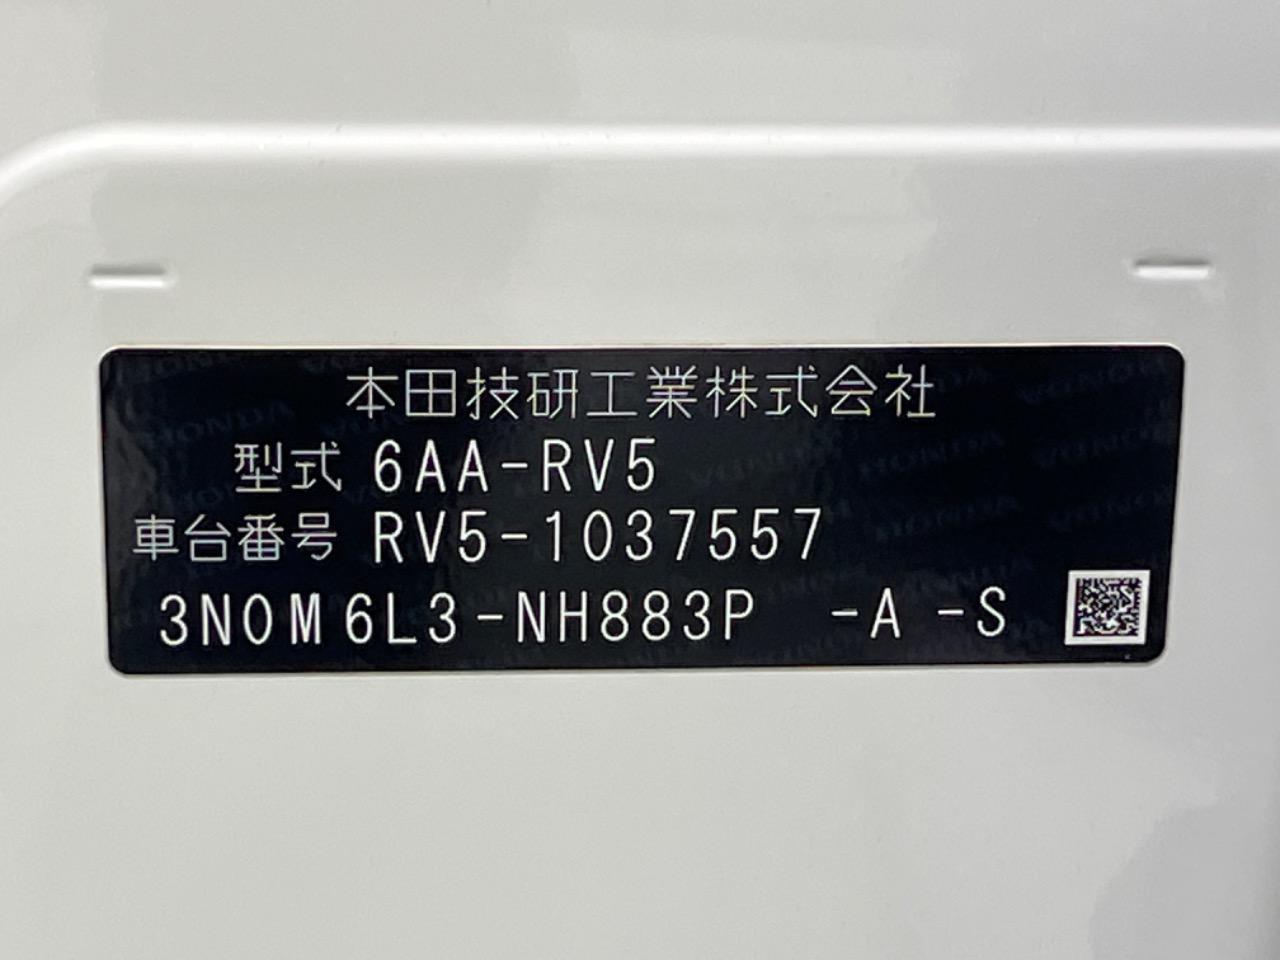 本田技研工業株式会社
型式 6AA-RV5
車台番号 RV5-1037557
3N0M6L3-NH883P -A -S